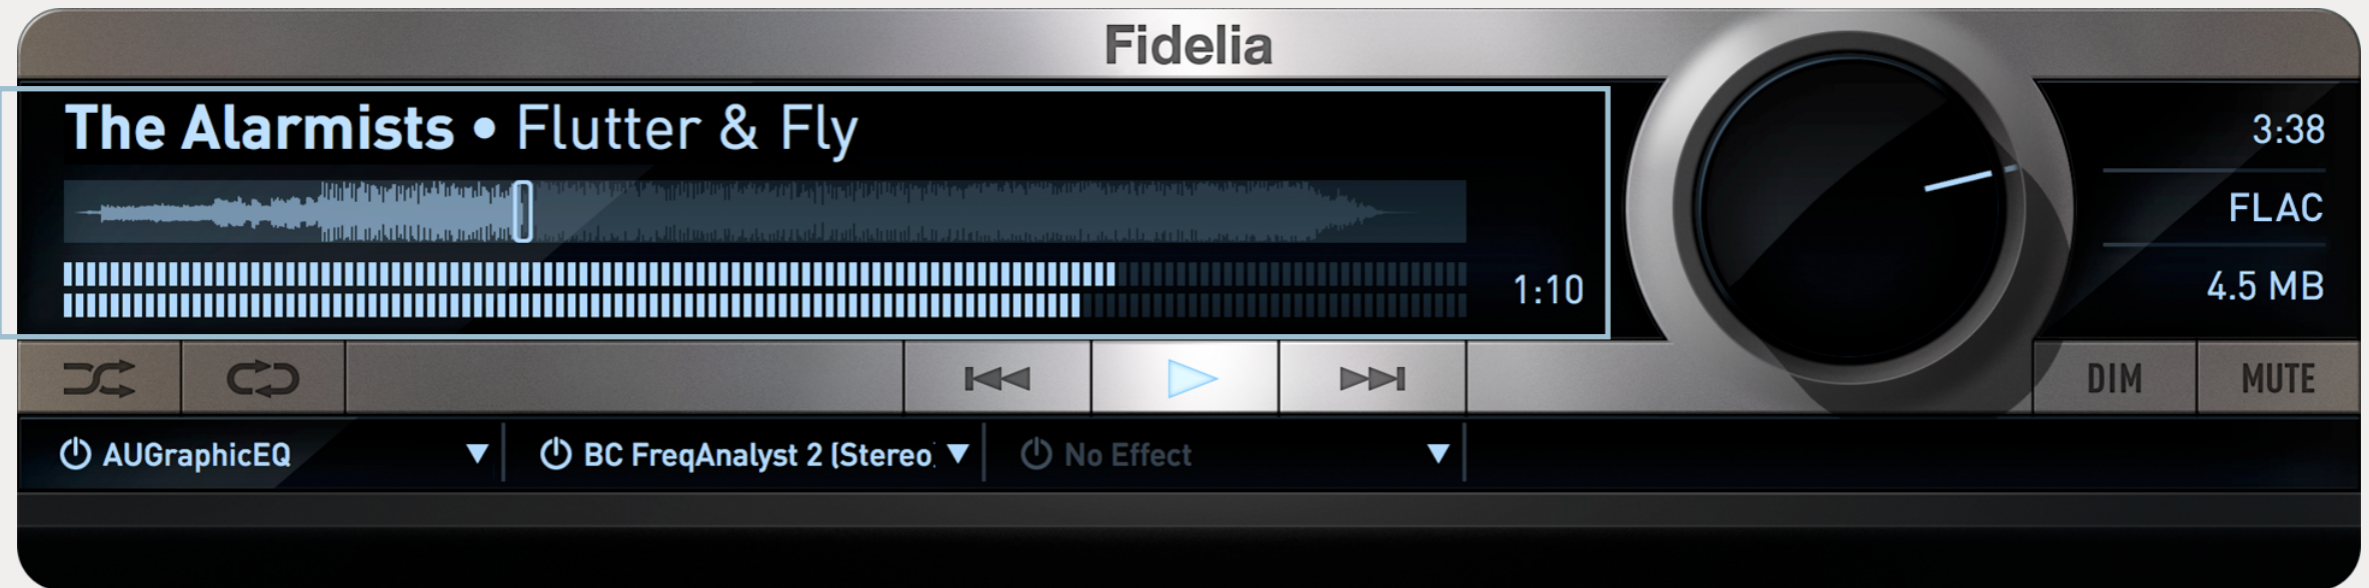 Fidelia
The Alarmists • Flutter & Fly
1:10
3:38
FLAC
4.5 MB
DIM
MUTE
AUGraphicEQ
BC FreqAnalyst 2 (Stereo
No Effect